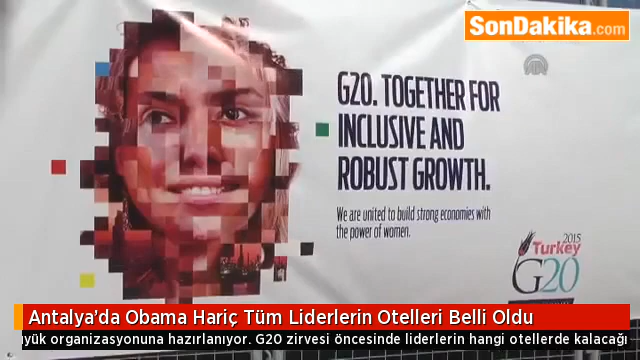 SonDakika.com
G20. TOGETHER FOR
INCLUSIVE AND
ROBUST GROWTH.
We are united to build strong economies with
the power of women.
2015
Turkey
G20
Antalya’da Obama Hariç Tüm Liderlerin Otelleri Belli Oldu
üyük organizasyonuna hazırlanıyor. G20 zirvesi öncesinde liderlerin hangi otellerde kalacağı